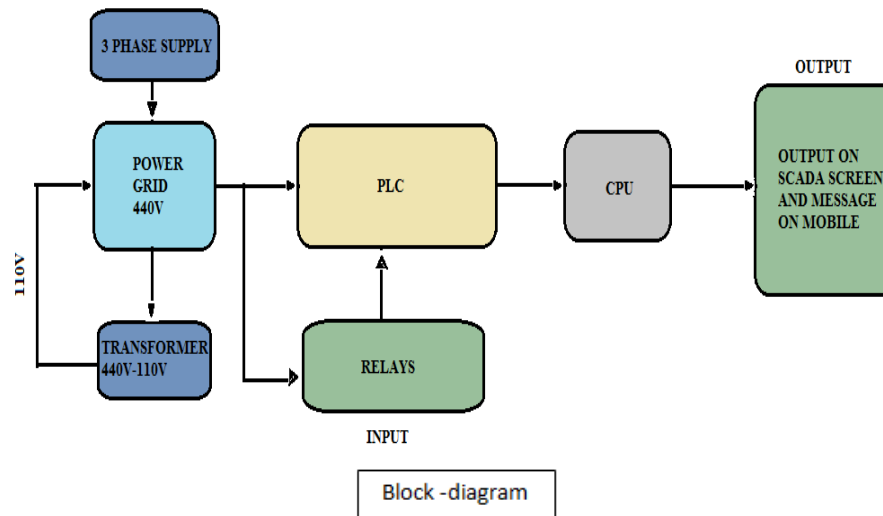 3 PHASE SUPPLY
POWER
GRID
440V
110V
TRANSFORMER
440V-110V
PLC
RELAYS
INPUT
CPU
OUTPUT
OUTPUT ON
SCADA SCREEN
AND MESSAGE
ON MOBILE
Block -diagram